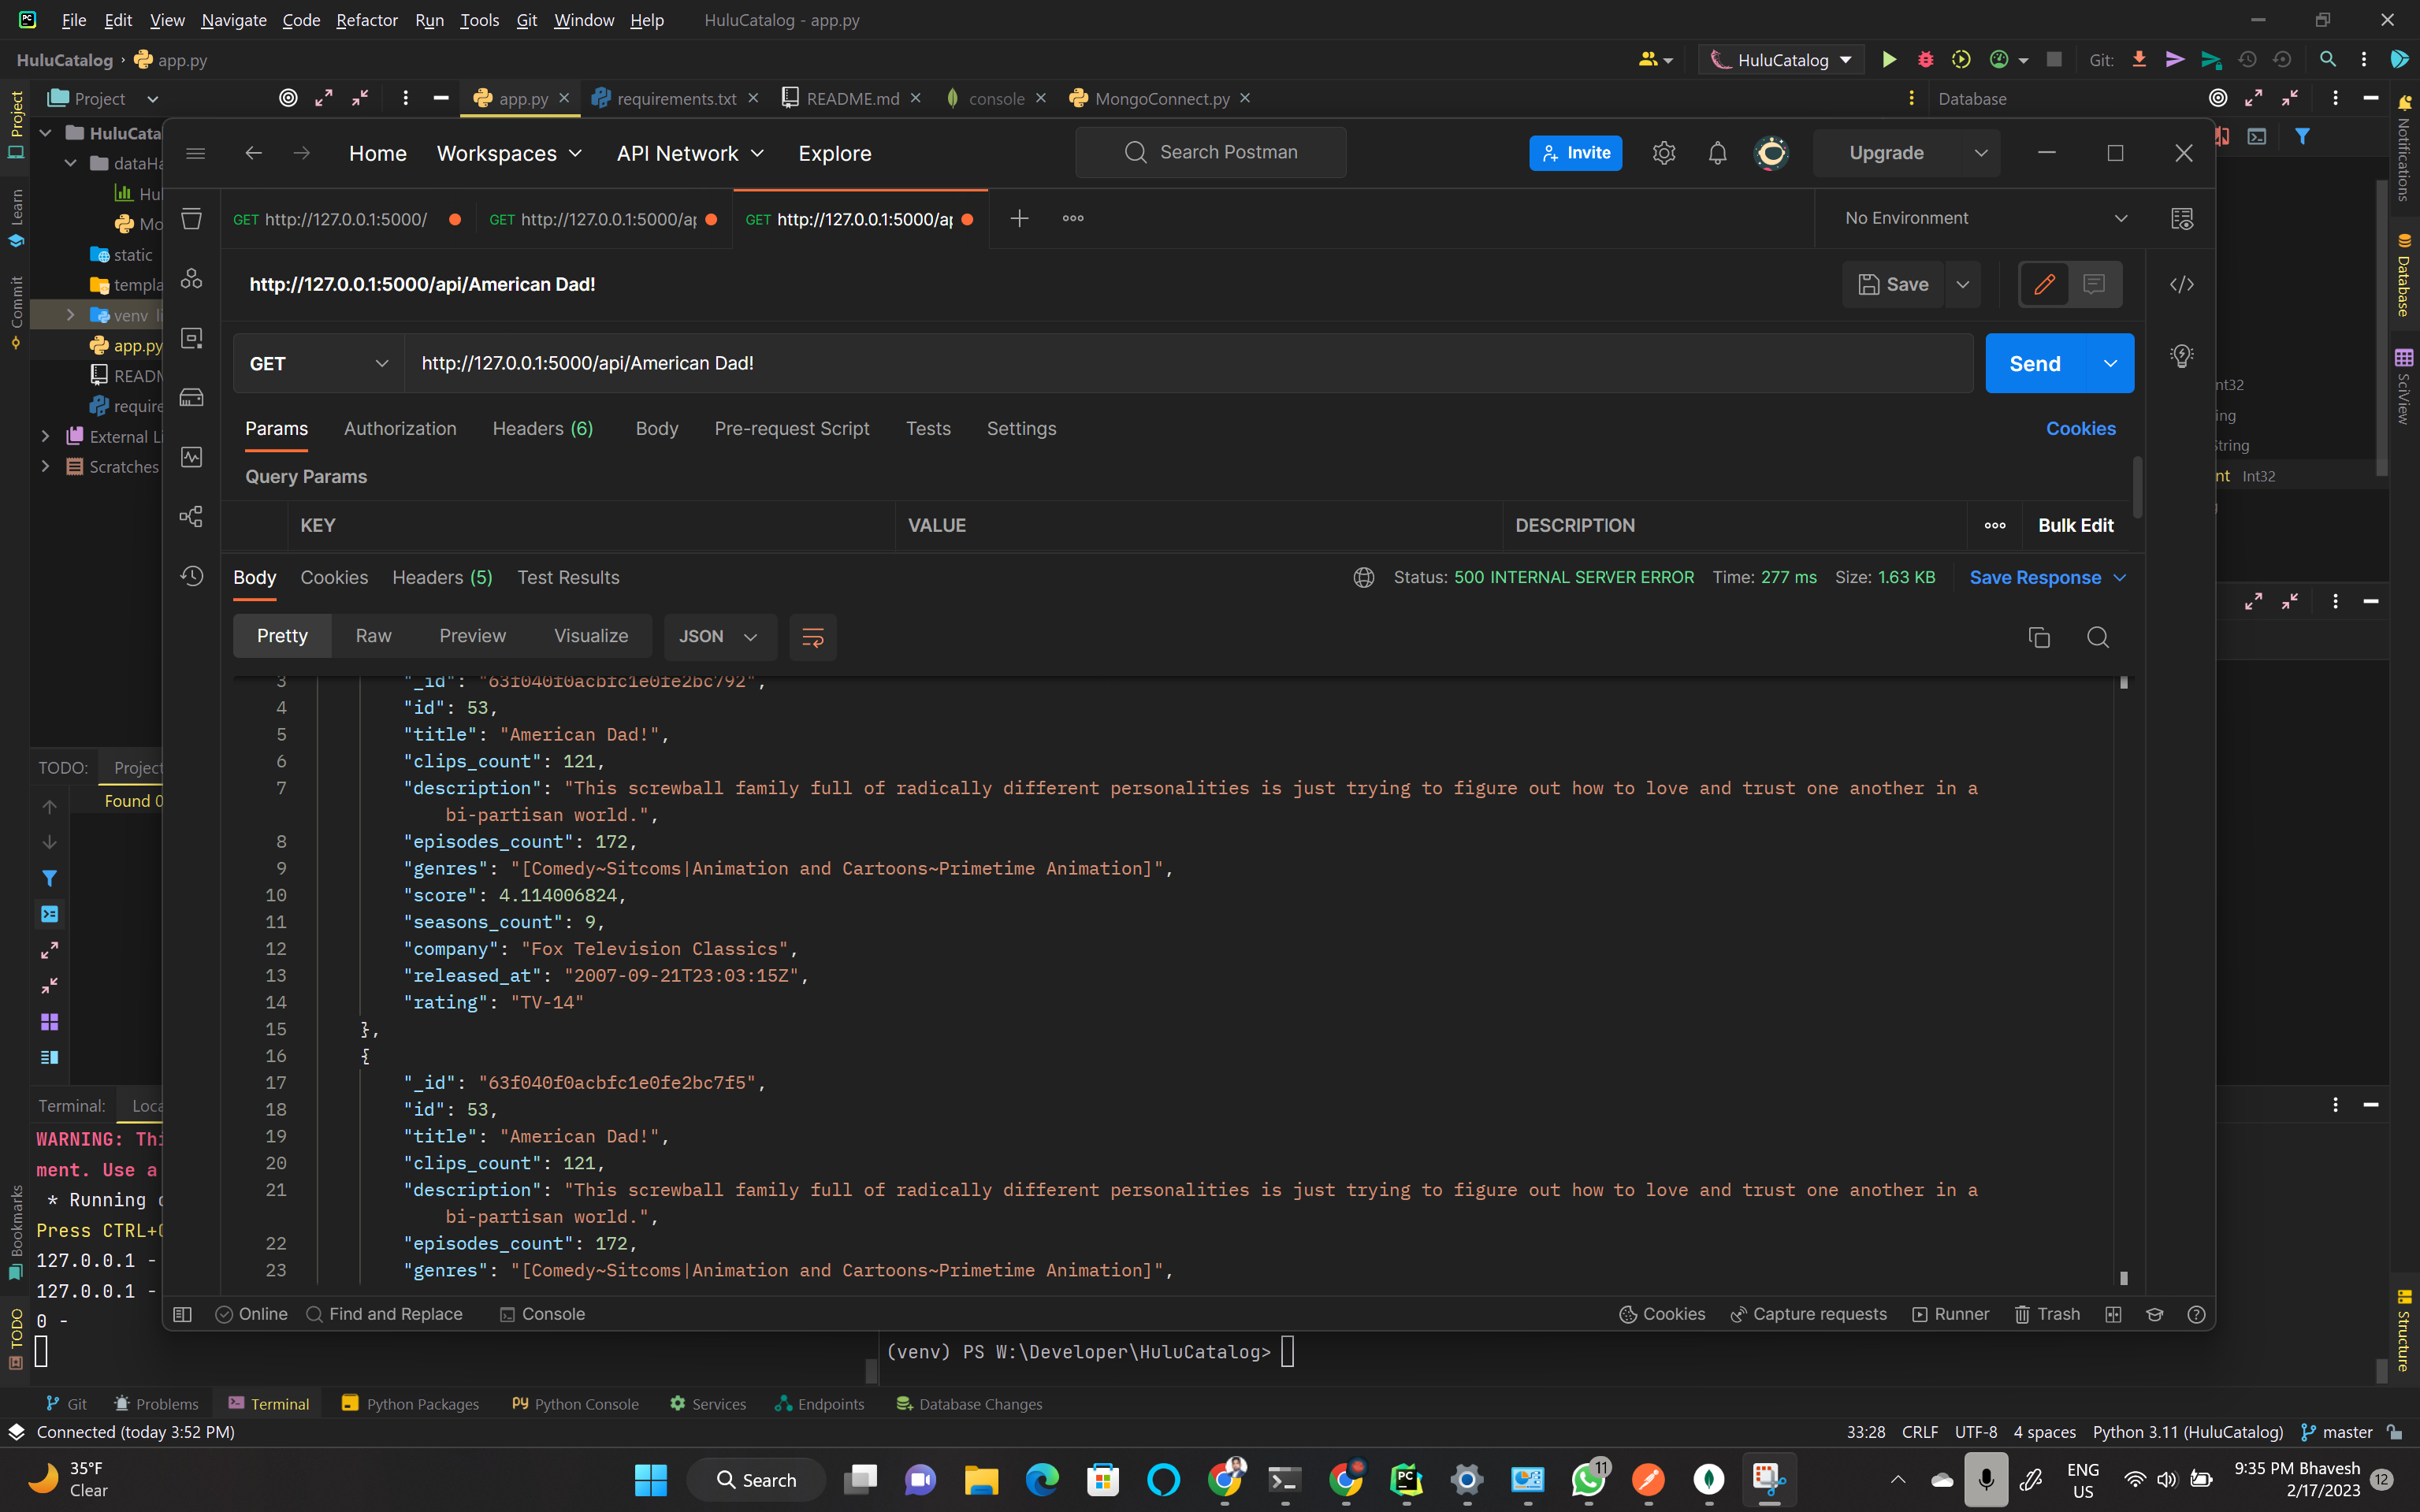 File Edit View Navigate Code Refactor Run Tools Git Window Help HuluCatalog - app.py
HuluCatalog app.py HuluCatalog Git:
Project app.py requirements.txt README.md console MongoConnect.py Database
HuluCata
dataHa
Hu
Mo
static
templa
venv li
app.py
READM
require
External Li
Scratches
Project
Learn
Commit
Bookmarks
TODO
Home Workspaces API Network Explore Search Postman Invite Upgrade
GET http://127.0.0.1:5000/ GET http://127.0.0.1:5000/ap GET http://127.0.0.1:5000/ap No Environment
http://127.0.0.1:5000/api/American Dad! Save
GET http://127.0.0.1:5000/api/American Dad! Send
Params Authorization Headers (6) Body Pre-request Script Tests Settings Cookies
Query Params
KEY VALUE DESCRIPTION Bulk Edit
Body Cookies Headers (5) Test Results Status: 500 INTERNAL SERVER ERROR Time: 277 ms Size: 1.63 KB Save Response
Pretty Raw Preview Visualize JSON
3 "_id": "63f040f0acbfc1e0fe2bc792",
4 "id": 53,
5 "title": "American Dad!",
6 "clips_count": 121,
7 "description": "This screwball family full of radically different personalities is just trying to figure out how to love and trust one another in a
bi-partisan world.",
8 "episodes_count": 172,
9 "genres": "[Comedy~Sitcoms|Animation and Cartoons~Primetime Animation]",
10 "score": 4.114006824,
11 "seasons_count": 9,
12 "company": "Fox Television Classics",
13 "released_at": "2007-09-21T23:03:15Z",
14 "rating": "TV-14"
15 },
16 {
17 "_id": "63f040f0acbfc1e0fe2bc7f5",
18 "id": 53,
19 "title": "American Dad!",
20 "clips_count": 121,
21 "description": "This screwball family full of radically different personalities is just trying to figure out how to love and trust one another in a
bi-partisan world.",
22 "episodes_count": 172,
23 "genres": "[Comedy~Sitcoms|Animation and Cartoons~Primetime Animation]",
Online Find and Replace Console Cookies Capture requests Runner Trash
nt32
ing
String
nt Int32
Notifications
Database
SciView
Structure
TODO: Project
Found 0
Terminal: Loca
WARNING: Thi
ment. Use a
* Running o
Press CTRL+C
127.0.0.1 -
127.0.0.1 -
0 -
(venv) PS W:\Developer\HuluCatalog>
Git Problems Terminal Python Packages Python Console Services Endpoints Database Changes
Connected (today 3:52 PM) 33:28 CRLF UTF-8 4 spaces Python 3.11 (HuluCatalog) master
35°F
Clear
Search
11
ENG
US
9:35 PM Bhavesh
2/17/2023
12